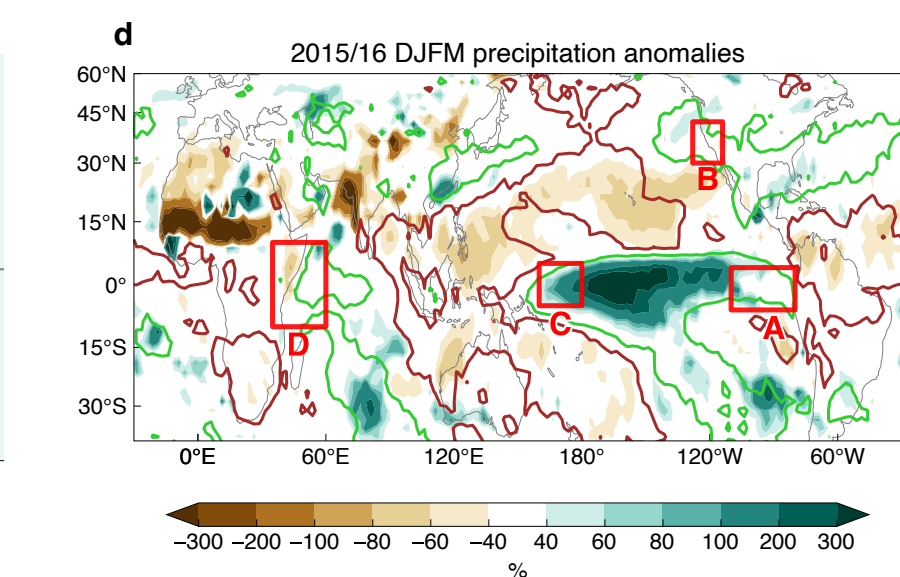 d
2015/16 DJFM precipitation anomalies
60°N
45°N
30°N
15°N
0°
15°S
30°S
B
C
A
D
0°E 60°E 120°E 180° 120°W 60°W
−300 −200 −100 −80 −60 −40 40 60 80 100 200 300
%